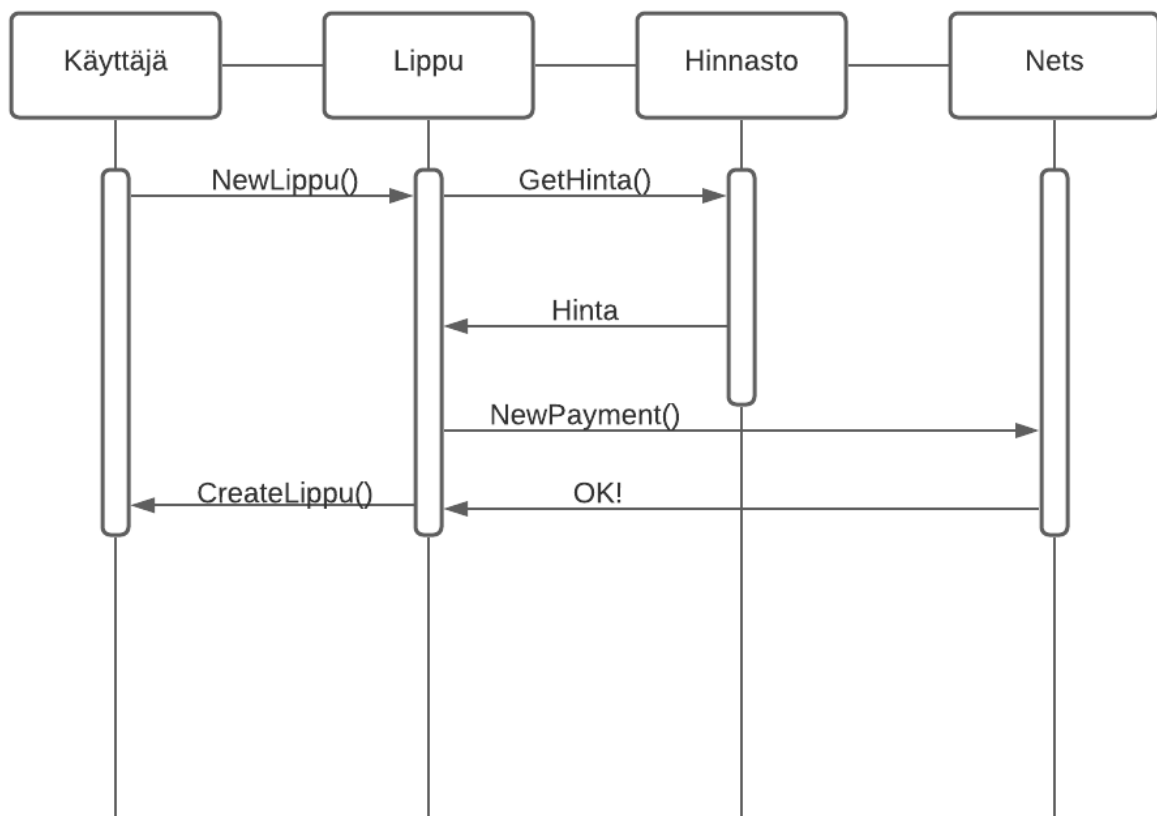 Käyttäjä
Lippu
Hinnasto
Nets
NewLippu()
GetHinta()
Hinta
NewPayment()
CreateLippu()
OK!